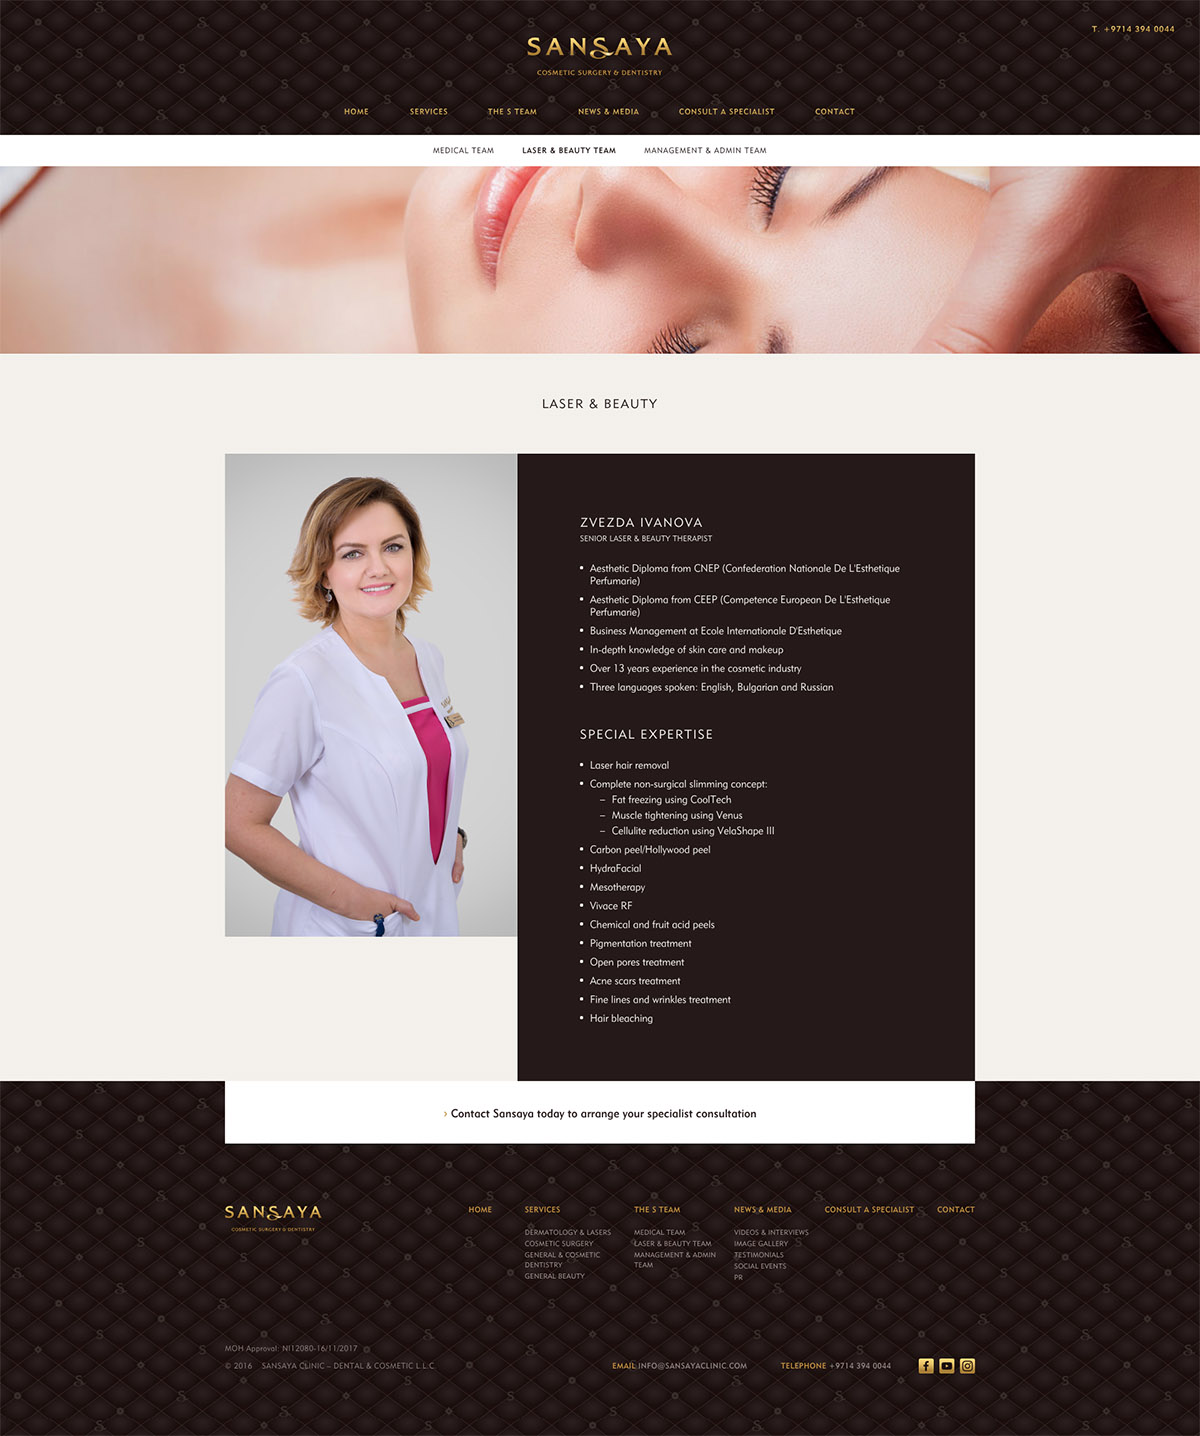 T. +9714 394 0044
SANSAYA
COSMETIC SURGERY & DENTISTRY
HOME SERVICES THE S TEAM NEWS & MEDIA CONSULT A SPECIALIST CONTACT
MEDICAL TEAM LASER & BEAUTY TEAM MANAGEMENT & ADMIN TEAM
LASER & BEAUTY
ZVEZDA IVANOVA
SENIOR LASER & BEAUTY THERAPIST
• Aesthetic Diploma from CNEP (Confederation Nationale De L'Esthetique
Perfumarie)
• Aesthetic Diploma from CEEP (Competence European De L'Esthetique
Perfumarie)
• Business Management at Ecole Internationale D'Esthetique
• In-depth knowledge of skin care and makeup
• Over 13 years experience in the cosmetic industry
• Three languages spoken: English, Bulgarian and Russian
SPECIAL EXPERTISE
• Laser hair removal
• Complete non-surgical slimming concept:
– Fat freezing using CoolTech
– Muscle tightening using Venus
– Cellulite reduction using VelaShape III
• Carbon peel/Hollywood peel
• HydraFacial
• Mesotherapy
• Vivace RF
• Chemical and fruit acid peels
• Pigmentation treatment
• Open pores treatment
• Acne scars treatment
• Fine lines and wrinkles treatment
• Hair bleaching
› Contact Sansaya today to arrange your specialist consultation
SANSAYA
COSMETIC SURGERY & DENTISTRY
HOME
SERVICES
DERMATOLOGY & LASERS
COSMETIC SURGERY
GENERAL & COSMETIC
DENTISTRY
GENERAL BEAUTY
THE S TEAM
MEDICAL TEAM
LASER & BEAUTY TEAM
MANAGEMENT & ADMIN
TEAM
NEWS & MEDIA
VIDEOS & INTERVIEWS
IMAGE GALLERY
TESTIMONIALS
SOCIAL EVENTS
PR
CONSULT A SPECIALIST
CONTACT
MOH Approval: NI12080-16/11/2017
© 2016 SANSAYA CLINIC – DENTAL & COSMETIC L.L.C.
EMAIL INFO@SANSAYACLINIC.COM TELEPHONE +9714 394 0044